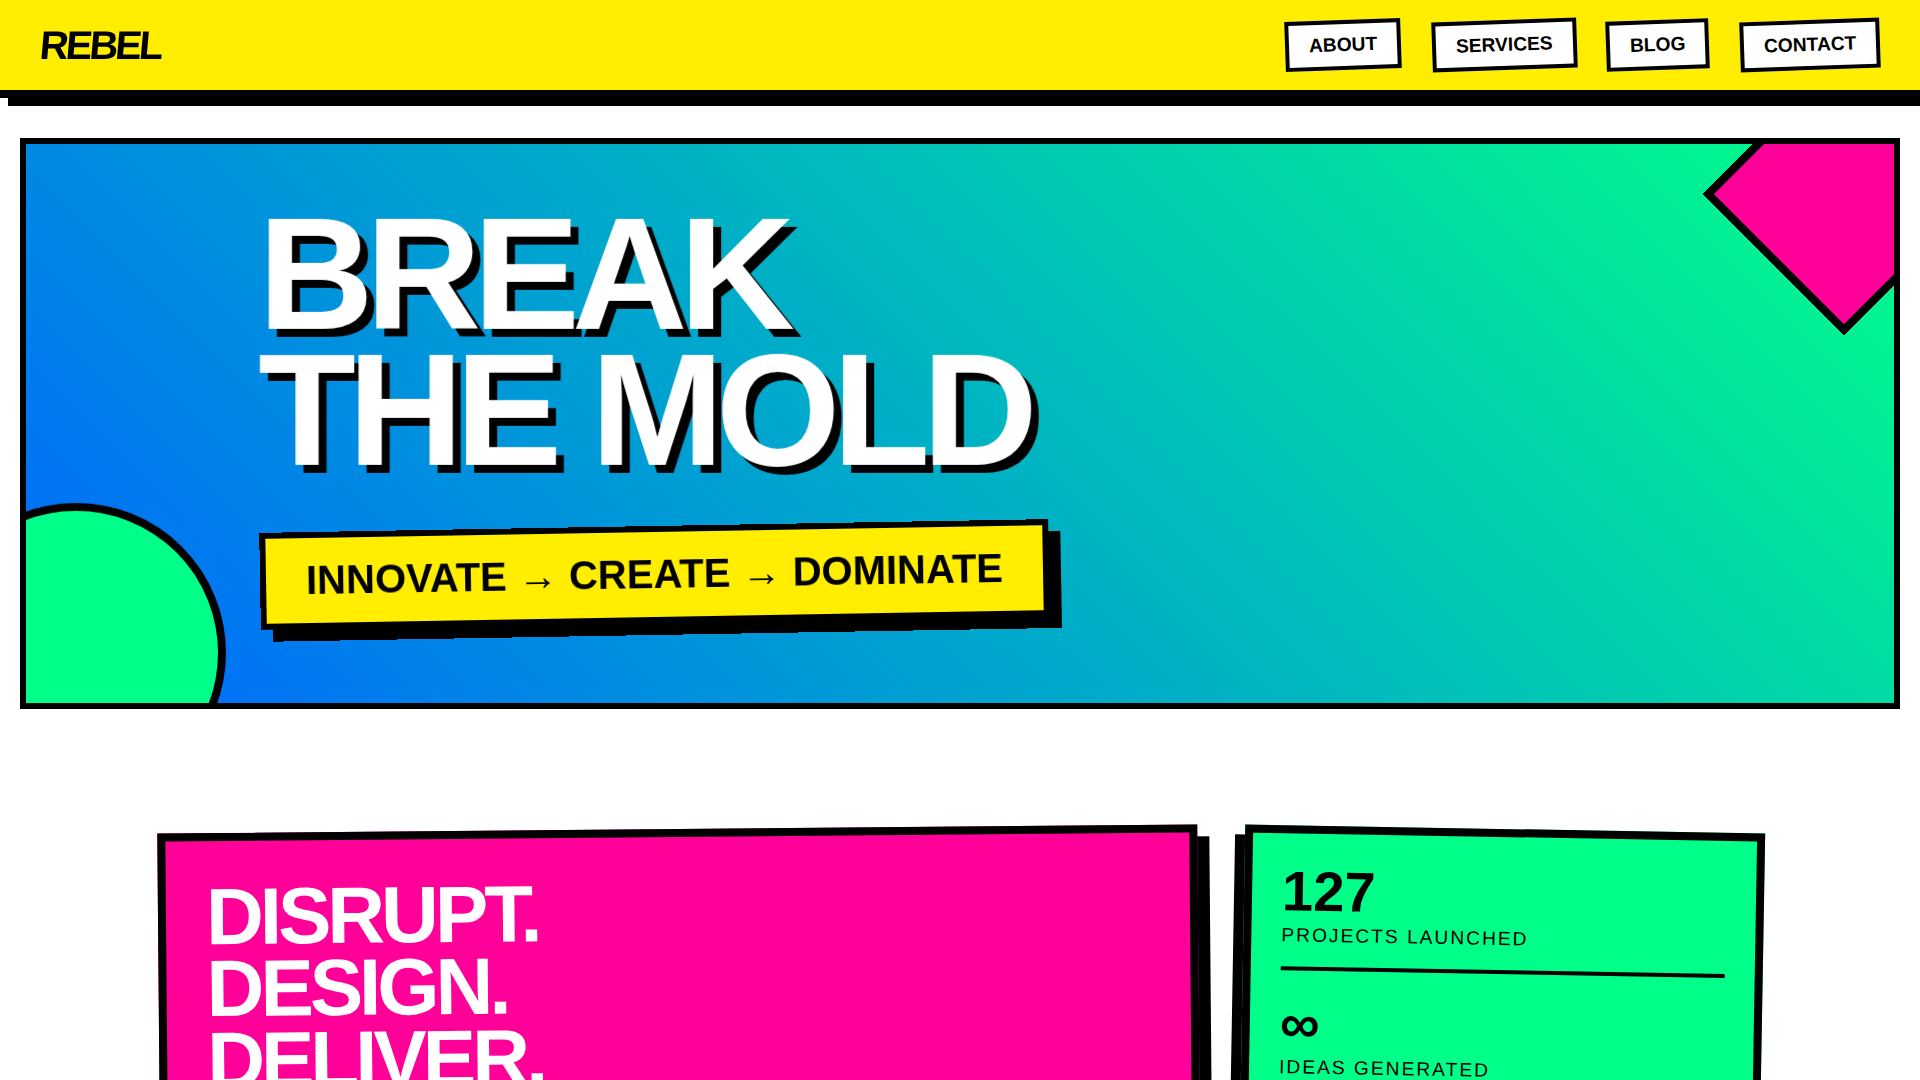 REBEL
ABOUT
SERVICES
BLOG
CONTACT
BREAK
THE MOLD
INNOVATE → CREATE → DOMINATE
DISRUPT.
DESIGN.
DELIVER.
127
PROJECTS LAUNCHED
∞
IDEAS GENERATED